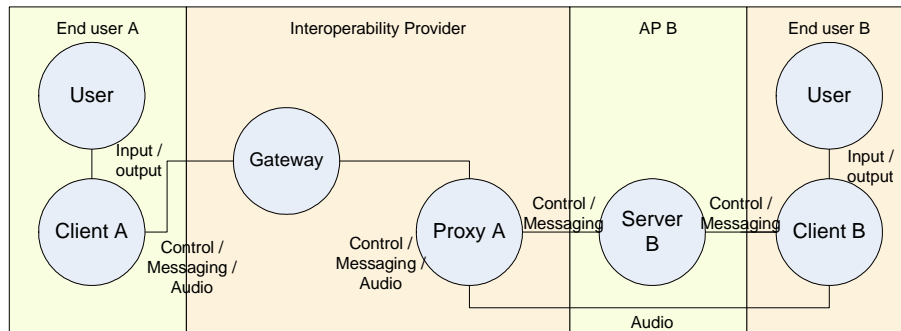 End user A
Interoperability Provider
AP B
End user B
User
User
Input /
output
Gateway
Input /
output
Client A
Control /
Messaging /
Audio
Proxy A
Control /
Messaging /
Audio
Control /
Messaging
Server
B
Control /
Messaging
Client B
Audio